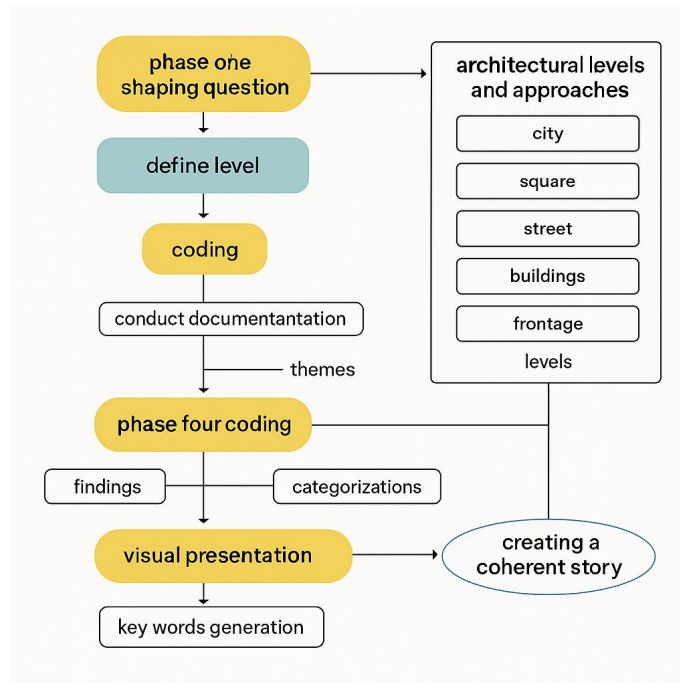 phase one
shaping question
define level
coding
conduct documentantation
themes
phase four coding
findings
categorizations
visual presentation
key words generation
architectural levels
and approaches
city
square
street
buildings
frontage
levels
creating a
coherent story